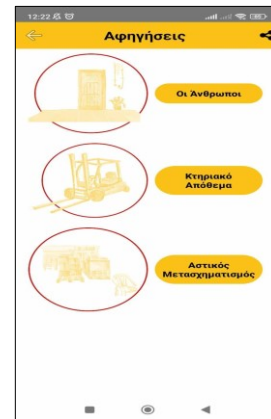 12:22
Αφηγήσεις
Οι Άνθρωποι
Κτηριακό
Απόθεμα
Αστικός
Μετασχηματισμός